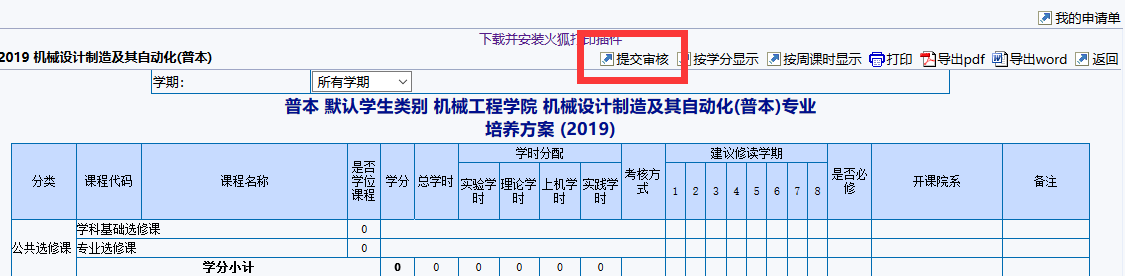 我的申请单
下载并安装火狐打印插件
2019 机械设计制造及其自动化(普本)
提交审核 按学分显示 按周课时显示 打印 导出pdf 导出word 返回
学期： 所有学期
普本 默认学生类别 机械工程学院 机械设计制造及其自动化(普本)专业
培养方案 (2019)
分类 课程代码 课程名称 是否学位课程 学分 总学时 学时分配 考核方式 建议修读学期 是否必修 开课院系 备注
实验学时 理论学时 上机学时 实践学时 1 2 3 4 5 6 7 8
公共选修课
学科基础选修课 0
专业选修课 0
学分小计 0 0 0 0 0 0